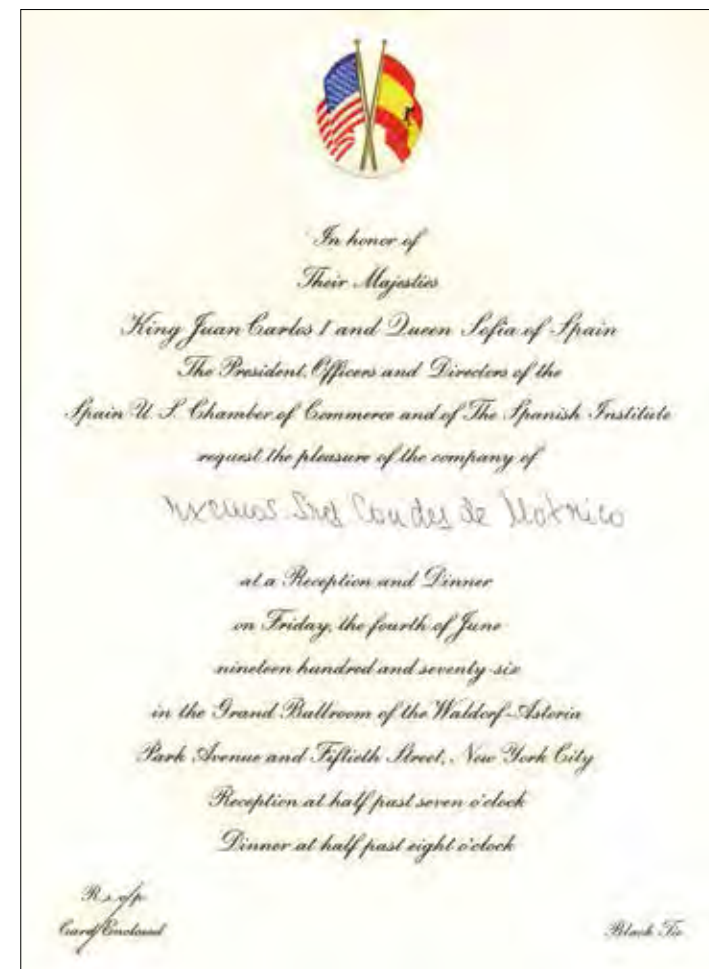 In honor of
Their Majesties
King Juan Carlos I and Queen Sofia of Spain
The President, Officers and Directors of the
Spain U. S. Chamber of Commerce and of The Spanish Institute
request the pleasure of the company of
Excmos Sres Condes de Motrico
at a Reception and Dinner
on Friday, the fourth of June
nineteen hundred and seventy-six
in the Grand Ballroom of the Waldorf-Astoria
Park Avenue and Fiftieth Street, New York City
Reception at half past seven o'clock
Dinner at half past eight o'clock
R.s.v.p.
Card Enclosed
Black Tie